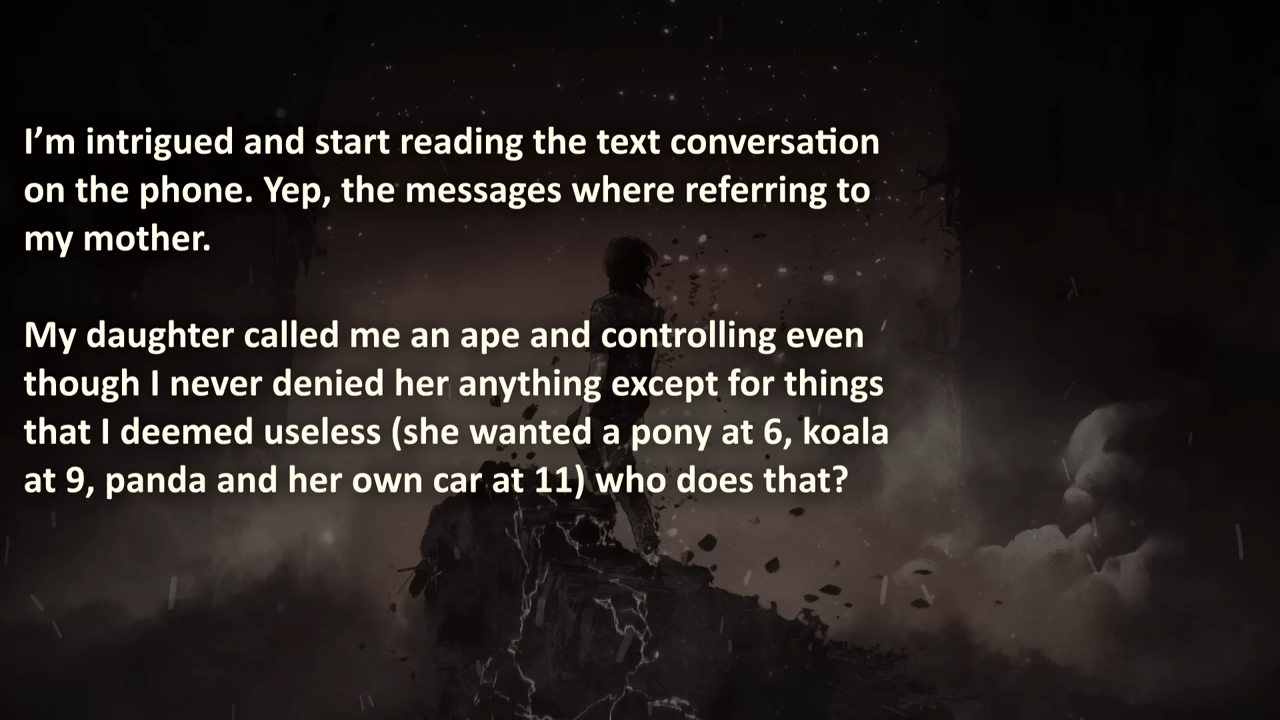 I’m intrigued and start reading the text conversation
on the phone. Yep, the messages where referring to
my mother.
My daughter called me an ape and controlling even
though I never denied her anything except for things
that I deemed useless (she wanted a pony at 6, koala
at 9, panda and her own car at 11) who does that?